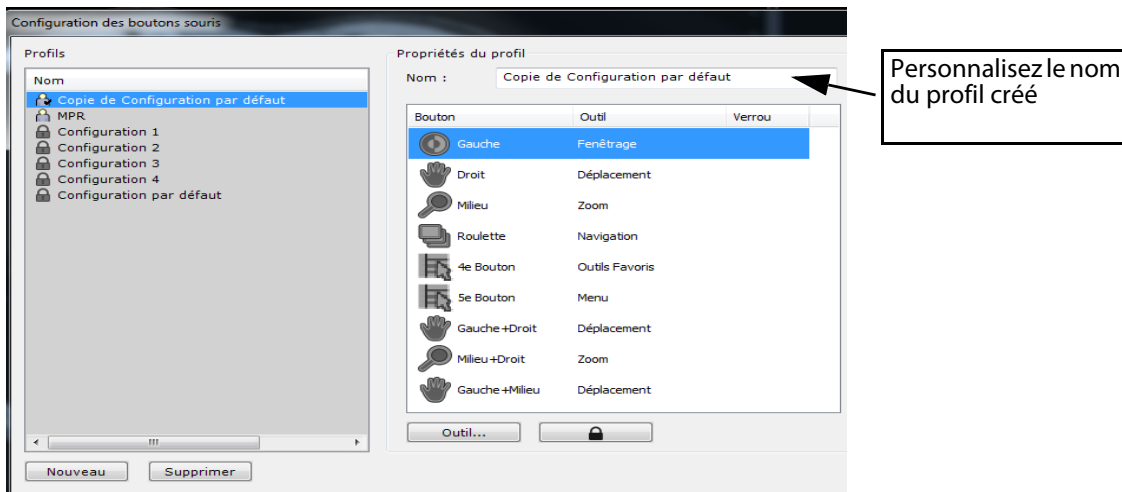 Configuration des boutons souris
Profils
Nom
Copie de Configuration par défaut
MPR
Configuration 1
Configuration 2
Configuration 3
Configuration 4
Configuration par défaut
Nouveau
Supprimer
Propriétés du profil
Nom :
Copie de Configuration par défaut
Bouton Outil Verrou
Gauche Fenêtrage
Droit Déplacement
Milieu Zoom
Roulette Navigation
4e Bouton Outils Favoris
5e Bouton Menu
Gauche+Droit Déplacement
Milieu+Droit Zoom
Gauche+Milieu Déplacement
Outil...
Personnalisez le nom
du profil créé